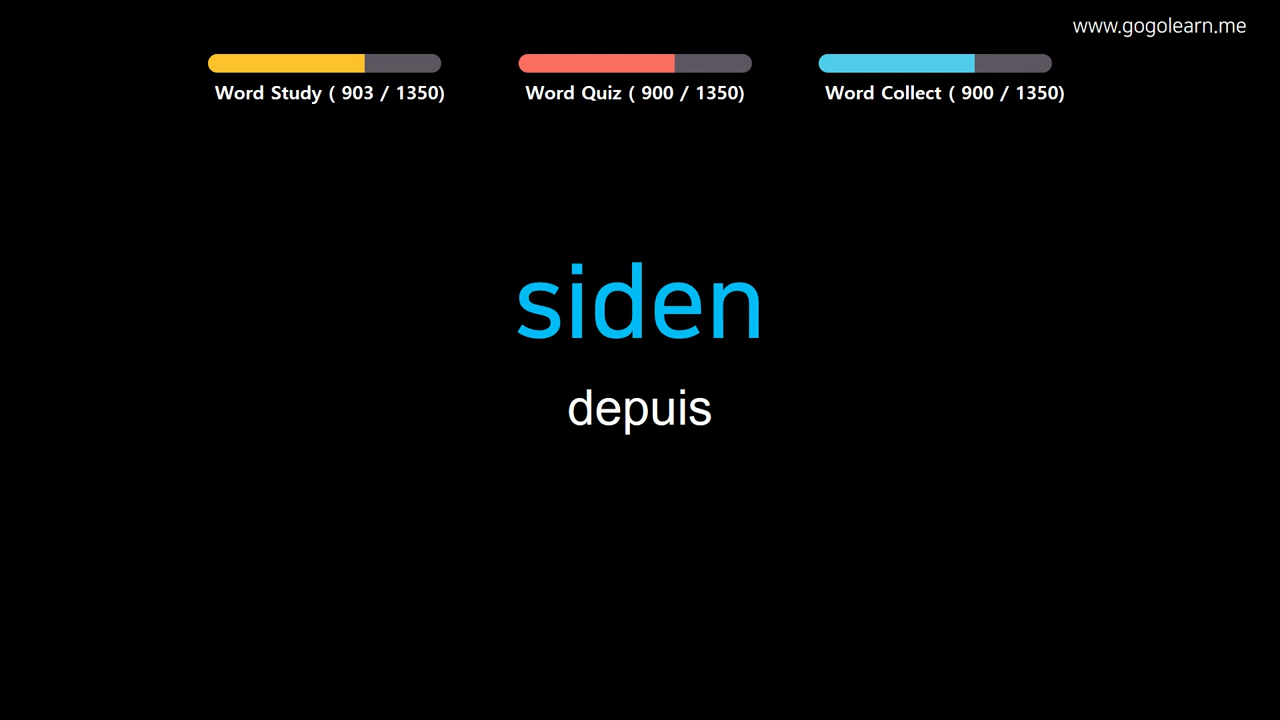 www.gogolearn.me
Word Study ( 903 / 1350)
Word Quiz ( 900 / 1350)
Word Collect ( 900 / 1350)
siden
depuis